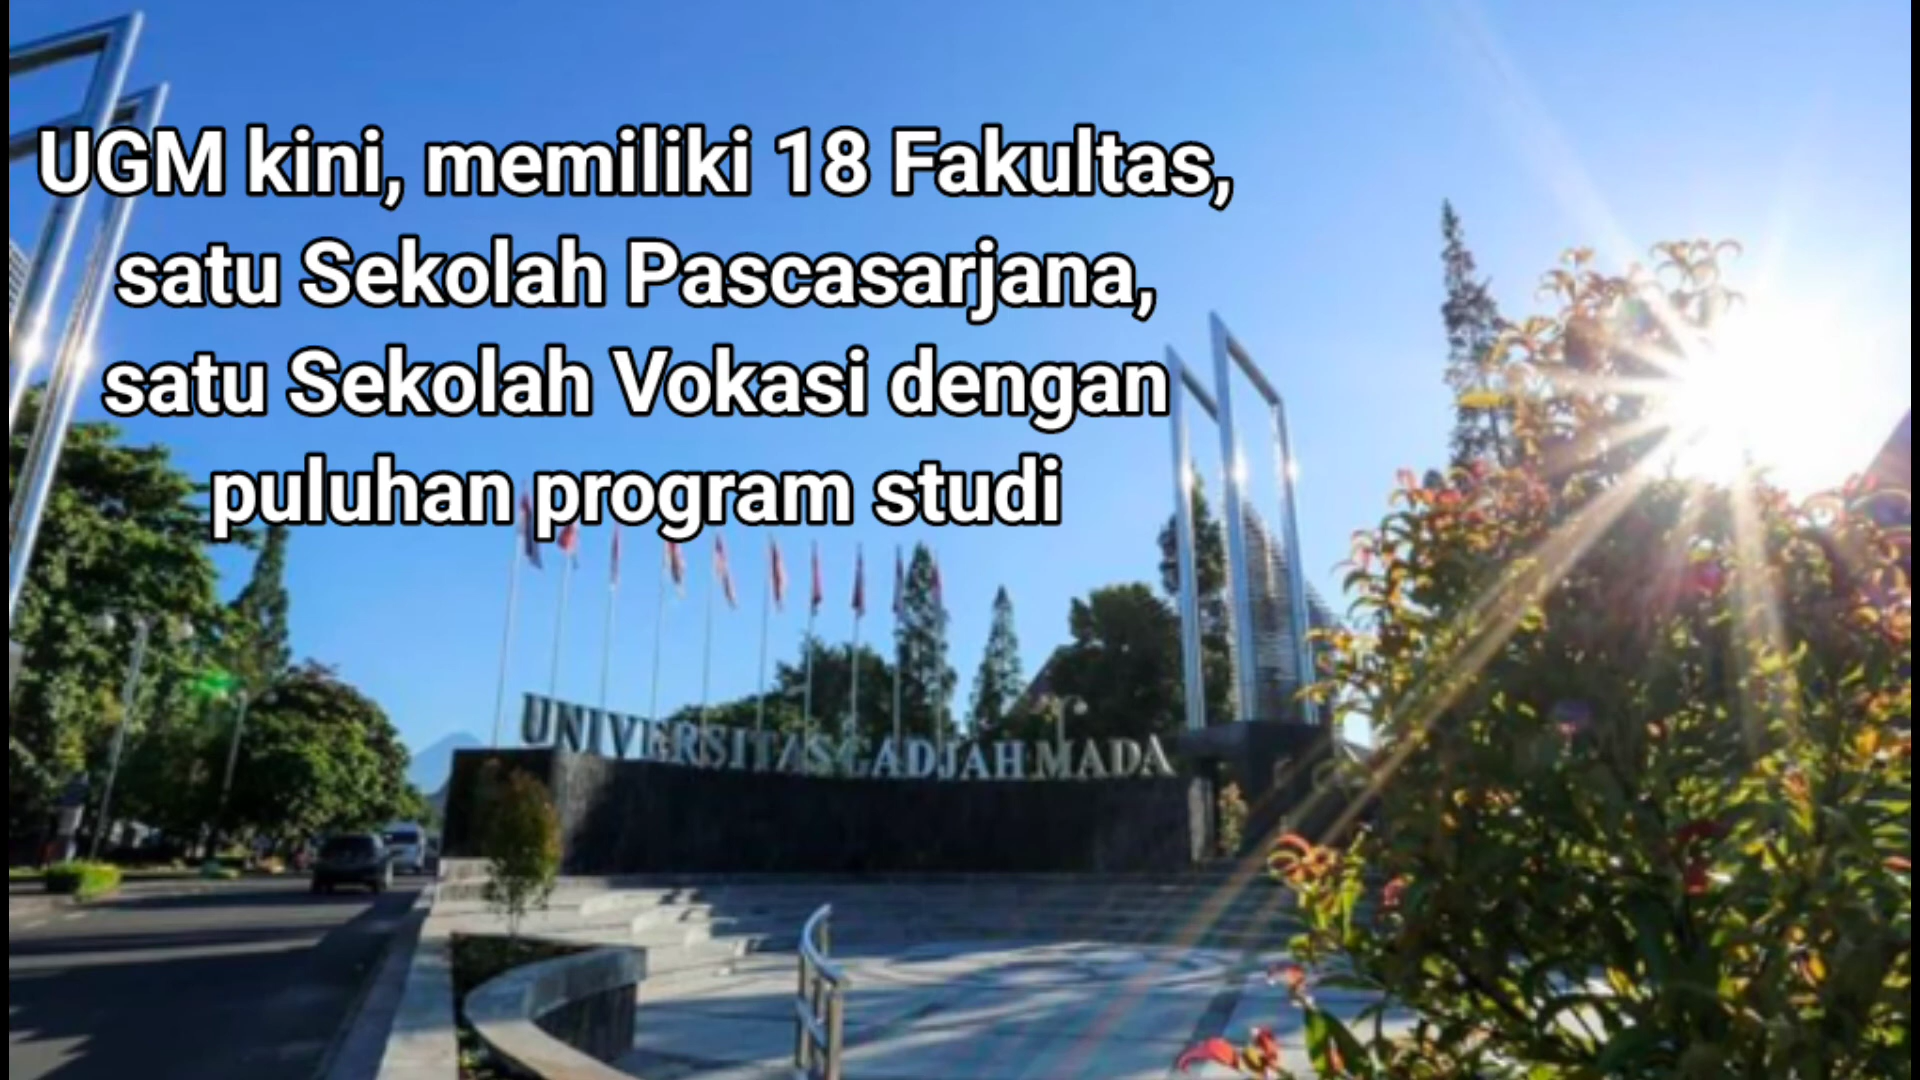 UGM kini, memiliki 18 Fakultas,
satu Sekolah Pascasarjana,
satu Sekolah Vokasi dengan
puluhan program studi
UNIVERSITAS GADJAH MADA